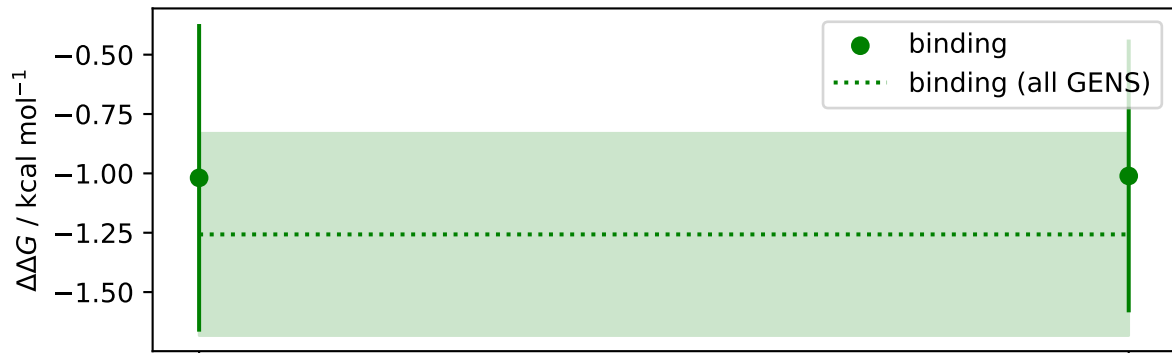 −0.50
−0.75
−1.00
−1.25
−1.50
ΔΔG / kcal mol⁻¹
binding
binding (all GENS)